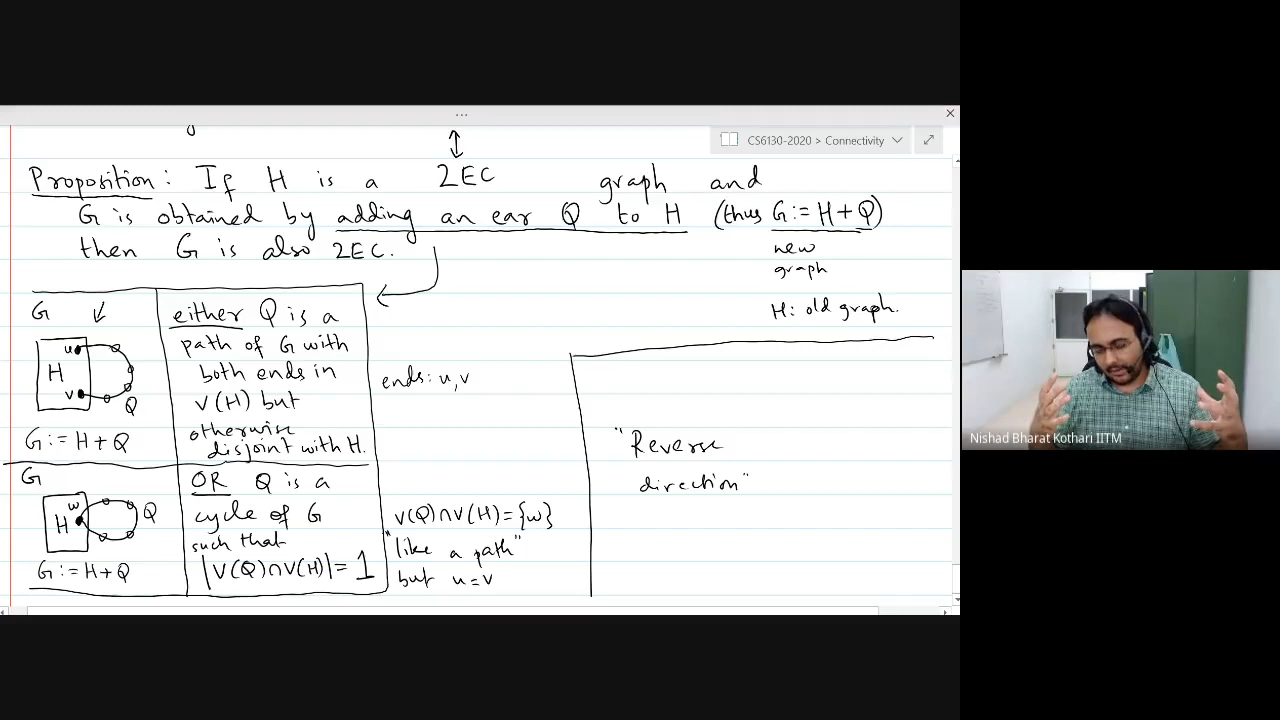 CS6130-2020 > Connectivity
Proposition: If H is a 2EC graph and
G is obtained by adding an ear Q to H (thus G := H + Q)
then G is also 2EC.
new
graph
H: old graph.
G
u
H
v
Q
G := H + Q
either Q is a
path of G with
both ends in
V(H) but
otherwise
disjoint with H.
ends: u, v
G
w
H
Q
G := H + Q
OR Q is a
cycle of G
such that
|V(Q)∩V(H)| = 1
V(Q)∩V(H) = {w}
"like a path"
but u = v
"Reverse
direction"
Nishad Bharat Kothari IITM